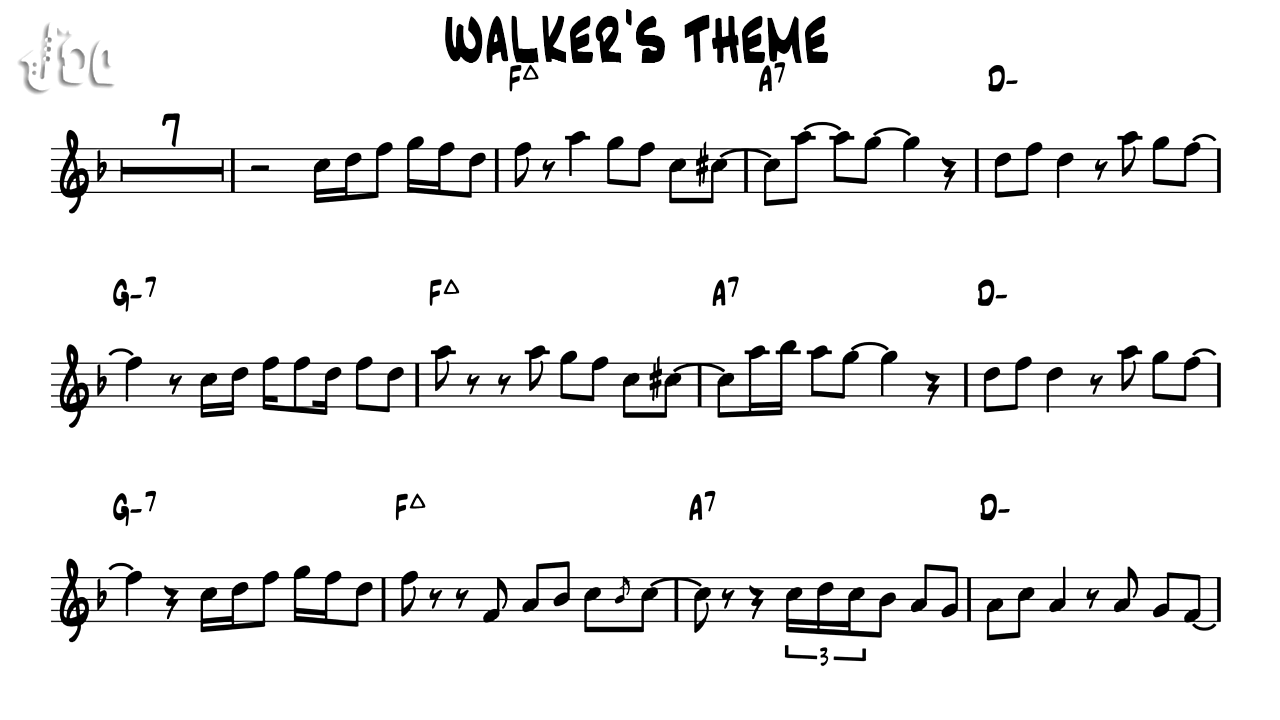 WALKER'S THEME
F△ A7 D-
7
G-7 F△ A7 D-
G-7 F△ A7 D-
3